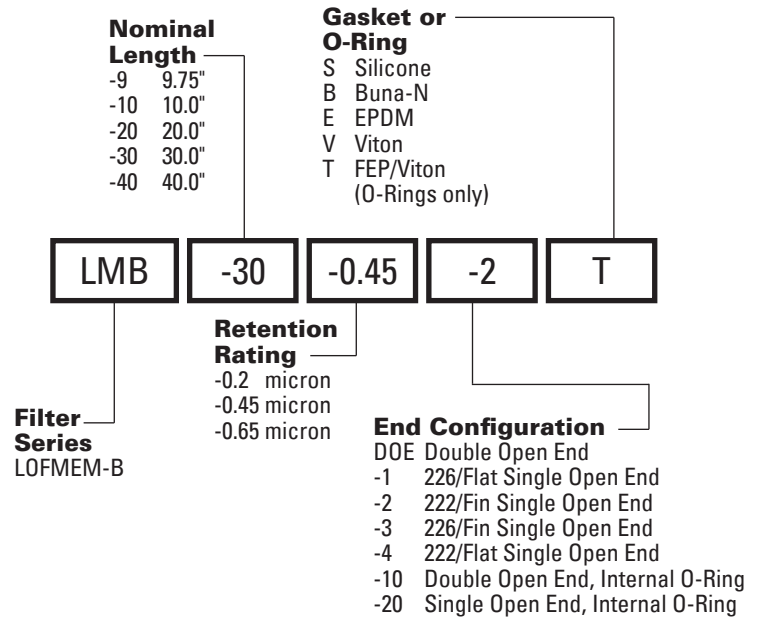 Nominal
Length
-9 9.75"
-10 10.0"
-20 20.0"
-30 30.0"
-40 40.0"
Gasket or
O-Ring
S Silicone
B Buna-N
E EPDM
V Viton
T FEP/Viton
(O-Rings only)
LMB -30 -0.45 -2 T
Retention
Rating
-0.2 micron
-0.45 micron
-0.65 micron
Filter
Series
LOFMEM-B
End Configuration
DOE Double Open End
-1 226/Flat Single Open End
-2 222/Fin Single Open End
-3 226/Fin Single Open End
-4 222/Flat Single Open End
-10 Double Open End, Internal O-Ring
-20 Single Open End, Internal O-Ring